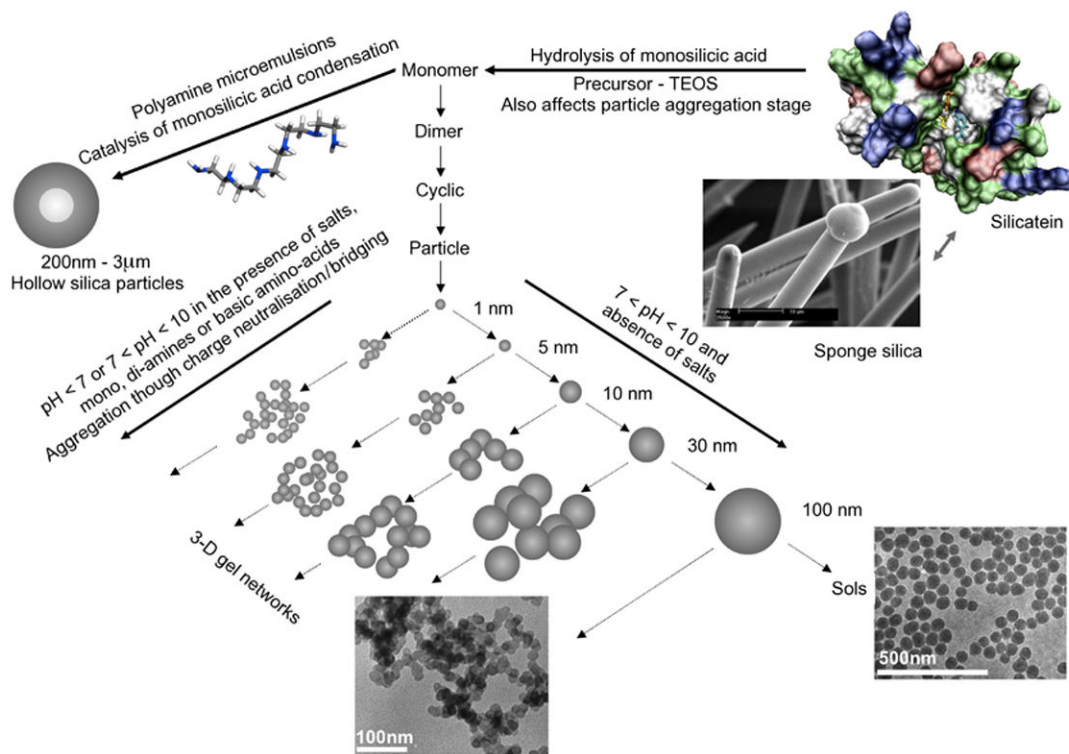 Hydrolysis of monosilicic acid
Precursor - TEOS
Also affects particle aggregation stage
Polyamine microemulsions
Catalysis of monosilicic acid condensation
Monomer
Dimer
Cyclic
Particle
Silicatein
Sponge silica
200nm - 3μm
Hollow silica particles
pH < 7 or 7 < pH < 10 in the presence of salts,
mono, di-amines or basic amino-acids
Aggregation though charge neutralisation/bridging
7 < pH < 10 and
absence of salts
1 nm
5 nm
10 nm
30 nm
100 nm
3-D gel networks
Sols
100nm
500nm